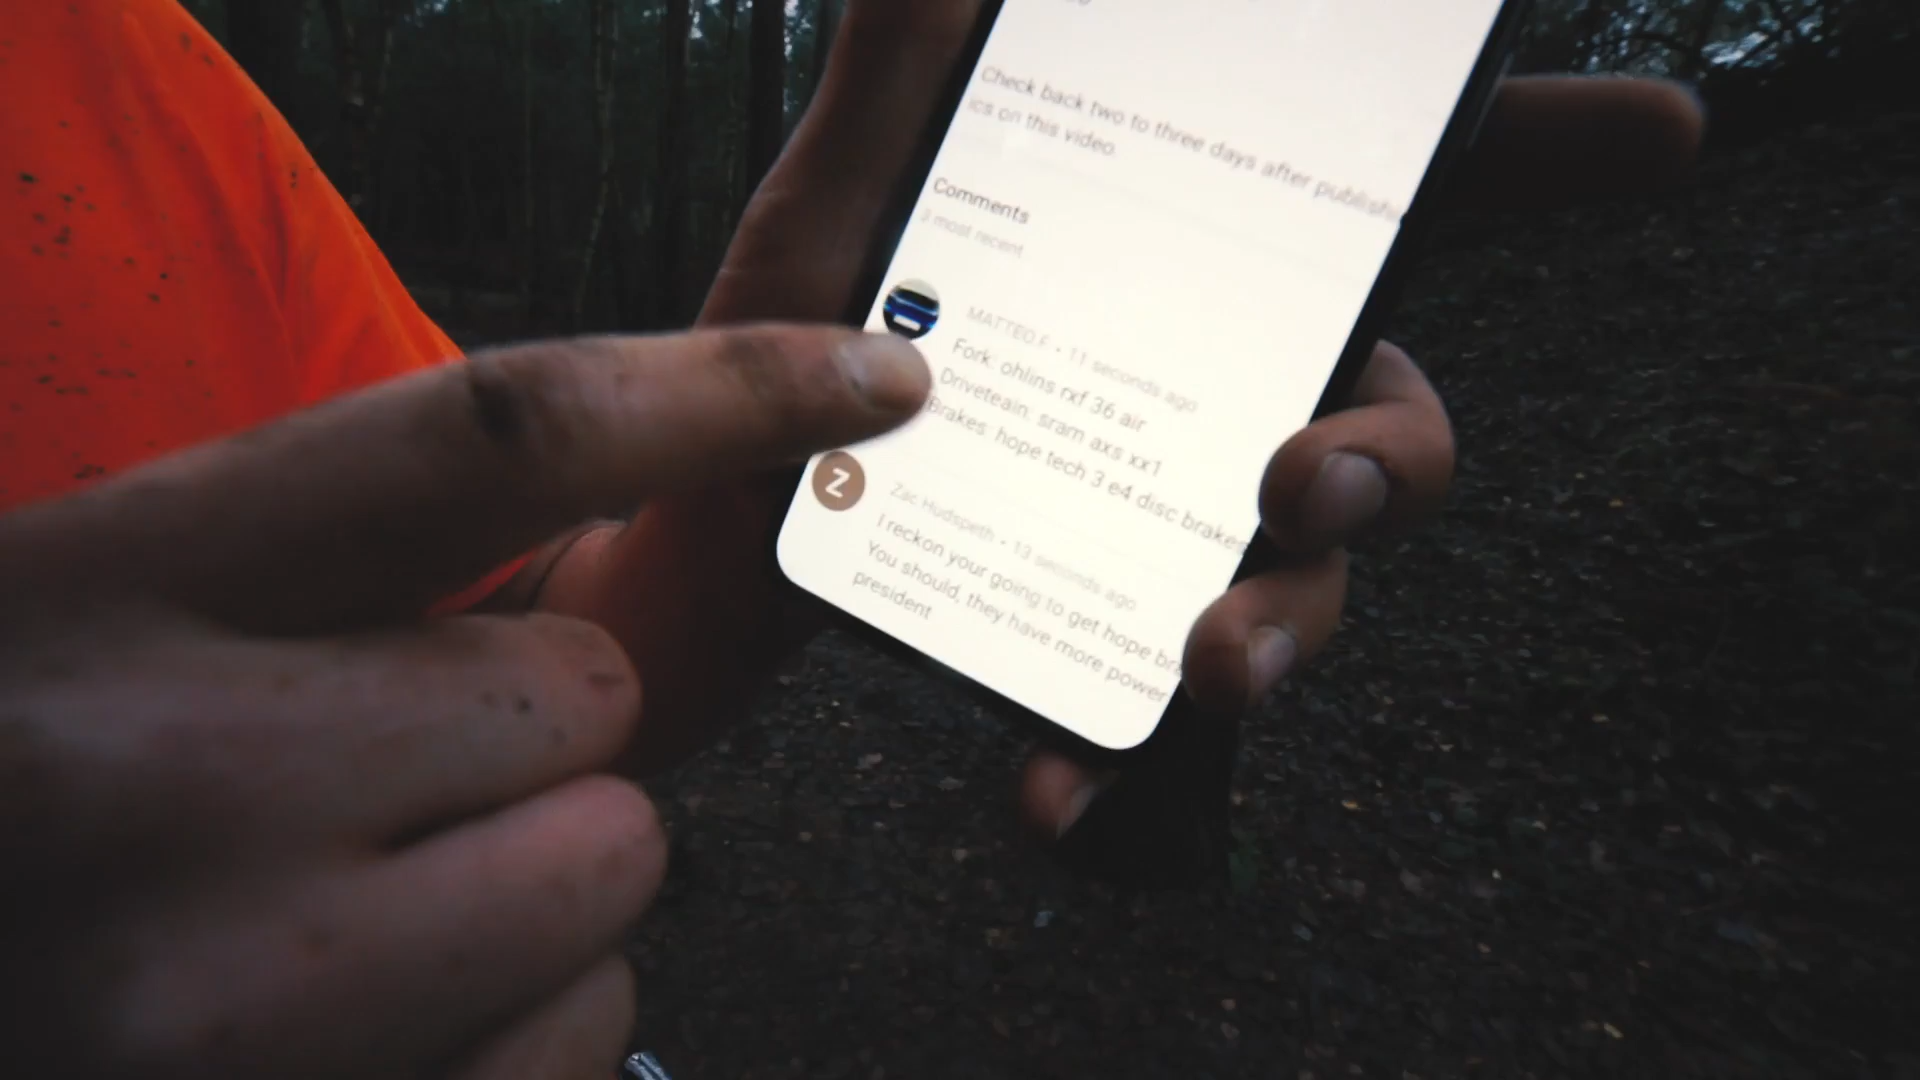 Check back two to three days after publishi
ics on this video.
Comments
3 most recent
MATTEO.F • 11 seconds ago
Fork: ohlins rxf 36 air
Driveteain: sram axs xx1
Brakes: hope tech 3 e4 disc brakes
Z
Zac Hudspeth • 13 seconds ago
I reckon your going to get hope br
You should, they have more power
president